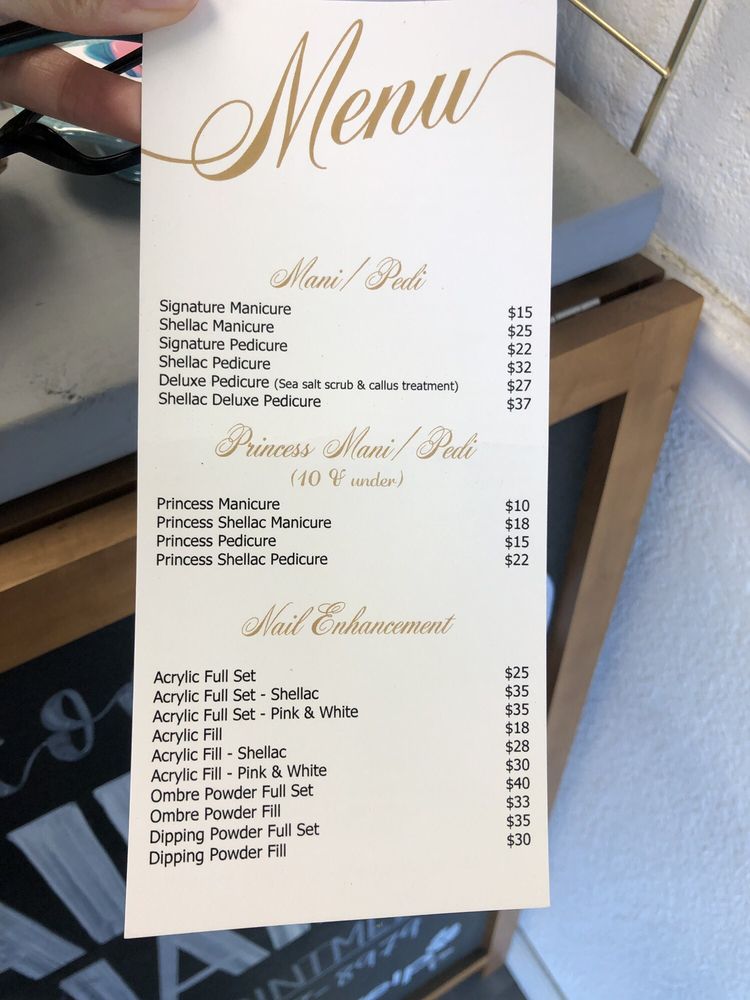 Menu
Mani/Pedi
Signature Manicure $15
Shellac Manicure $25
Signature Pedicure $22
Shellac Pedicure $32
Deluxe Pedicure (Sea salt scrub & callus treatment) $27
Shellac Deluxe Pedicure $37
Princess Mani/Pedi
(10 & under)
Princess Manicure $10
Princess Shellac Manicure $18
Princess Pedicure $15
Princess Shellac Pedicure $22
Nail Enhancement
Acrylic Full Set $25
Acrylic Full Set - Shellac $35
Acrylic Full Set - Pink & White $35
Acrylic Fill $18
Acrylic Fill - Shellac $28
Acrylic Fill - Pink & White $30
Ombre Powder Full Set $40
Ombre Powder Fill $33
Dipping Powder Full Set $35
Dipping Powder Fill $30